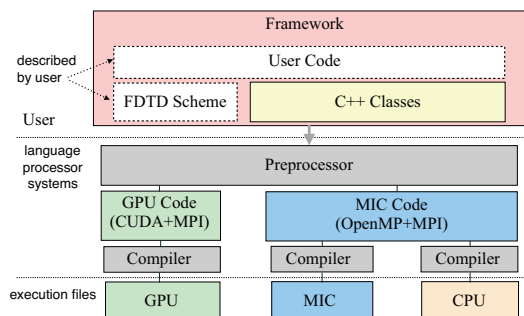 Framework
described
by user
User Code
FDTD Scheme
C++ Classes
User
language
processor
systems
Preprocessor
GPU Code
(CUDA+MPI)
MIC Code
(OpenMP+MPI)
Compiler
Compiler
Compiler
execution files
GPU
MIC
CPU